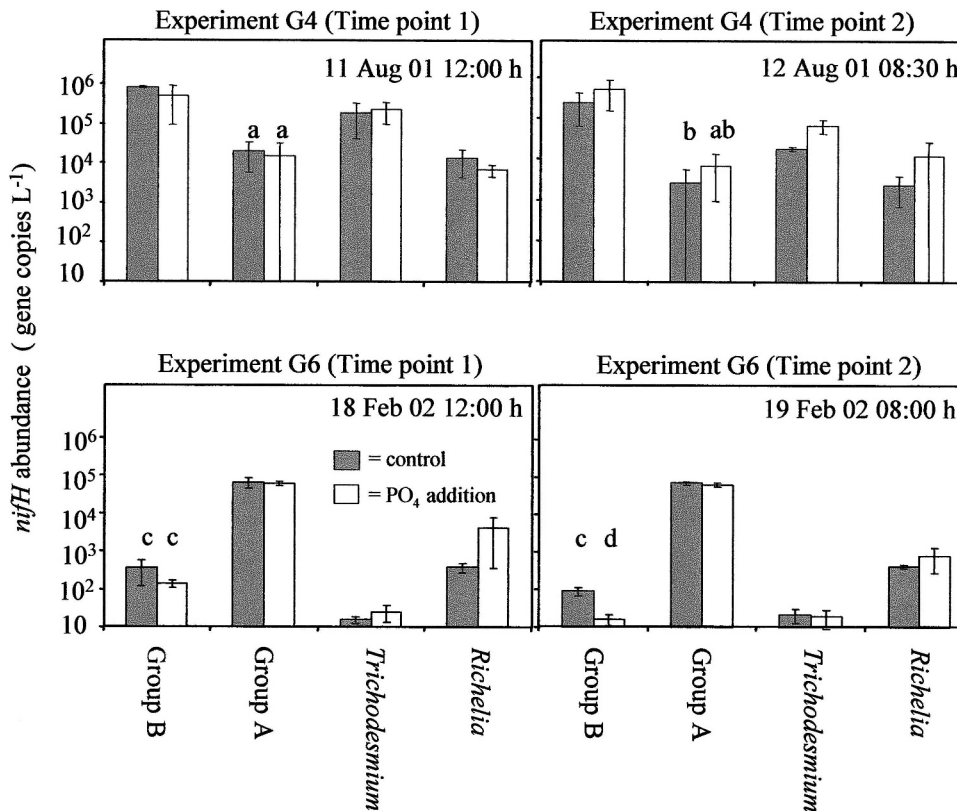 Experiment G4 (Time point 1)
Experiment G4 (Time point 2)
11 Aug 01 12:00 h
12 Aug 01 08:30 h
10⁶
10⁵
10⁴
10³
10²
10
a a
b ab
Experiment G6 (Time point 1)
Experiment G6 (Time point 2)
18 Feb 02 12:00 h
19 Feb 02 08:00 h
10⁶
10⁵
10⁴
10³
10²
10
= control
= PO₄ addition
c c
c d
nifH abundance ( gene copies L⁻¹)
Group B
Group A
Trichodesmium
Richelia
Group B
Group A
Trichodesmium
Richelia